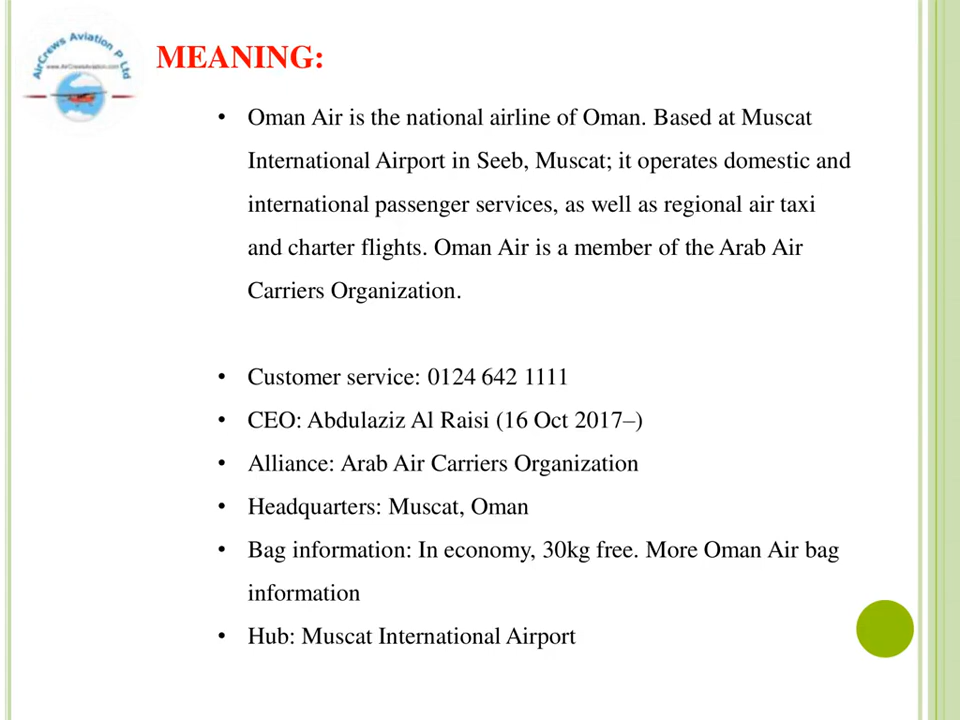 AirCrews Aviation P Ltd
www.AirCrewsAviation.com
MEANING:
• Oman Air is the national airline of Oman. Based at Muscat
International Airport in Seeb, Muscat; it operates domestic and
international passenger services, as well as regional air taxi
and charter flights. Oman Air is a member of the Arab Air
Carriers Organization.
• Customer service: 0124 642 1111
• CEO: Abdulaziz Al Raisi (16 Oct 2017–)
• Alliance: Arab Air Carriers Organization
• Headquarters: Muscat, Oman
• Bag information: In economy, 30kg free. More Oman Air bag
information
• Hub: Muscat International Airport